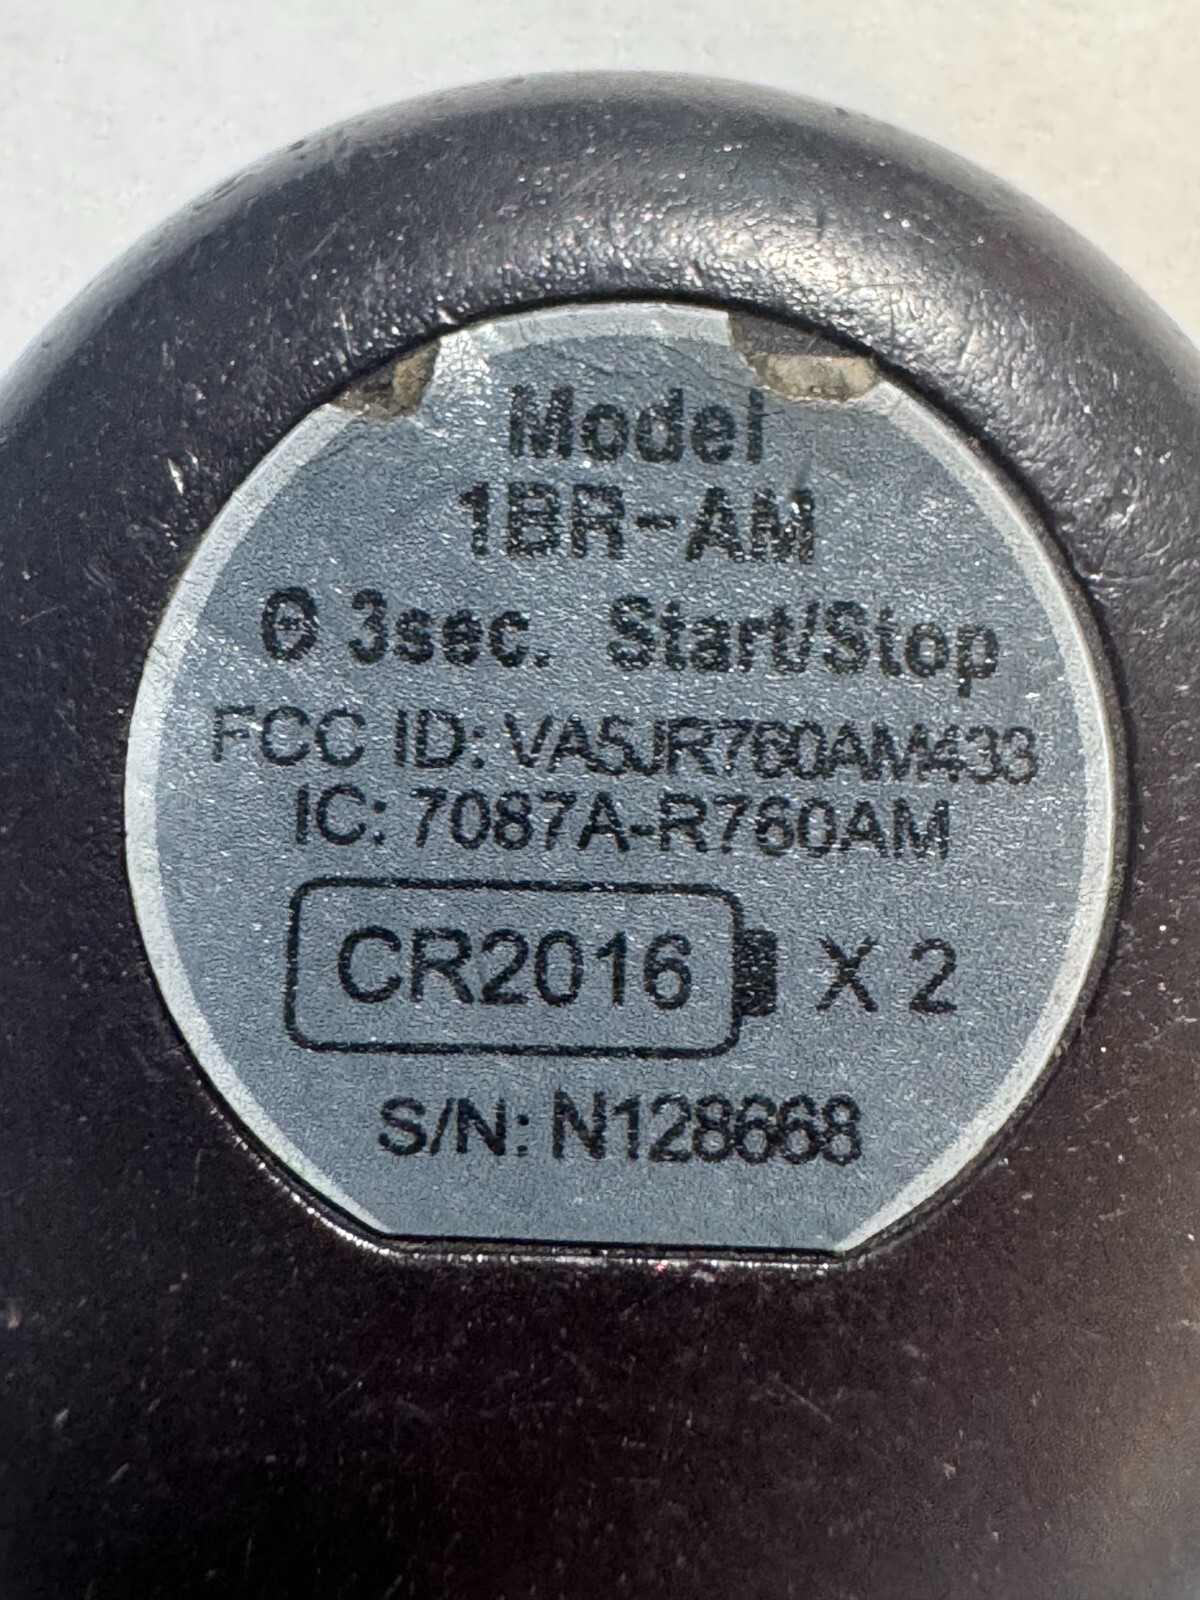 Model
1BR-AM
Θ 3sec. Start/Stop
FCC ID: VA5JR760AM433
IC: 7087A-R760AM
CR2016 X 2
S/N: N128668